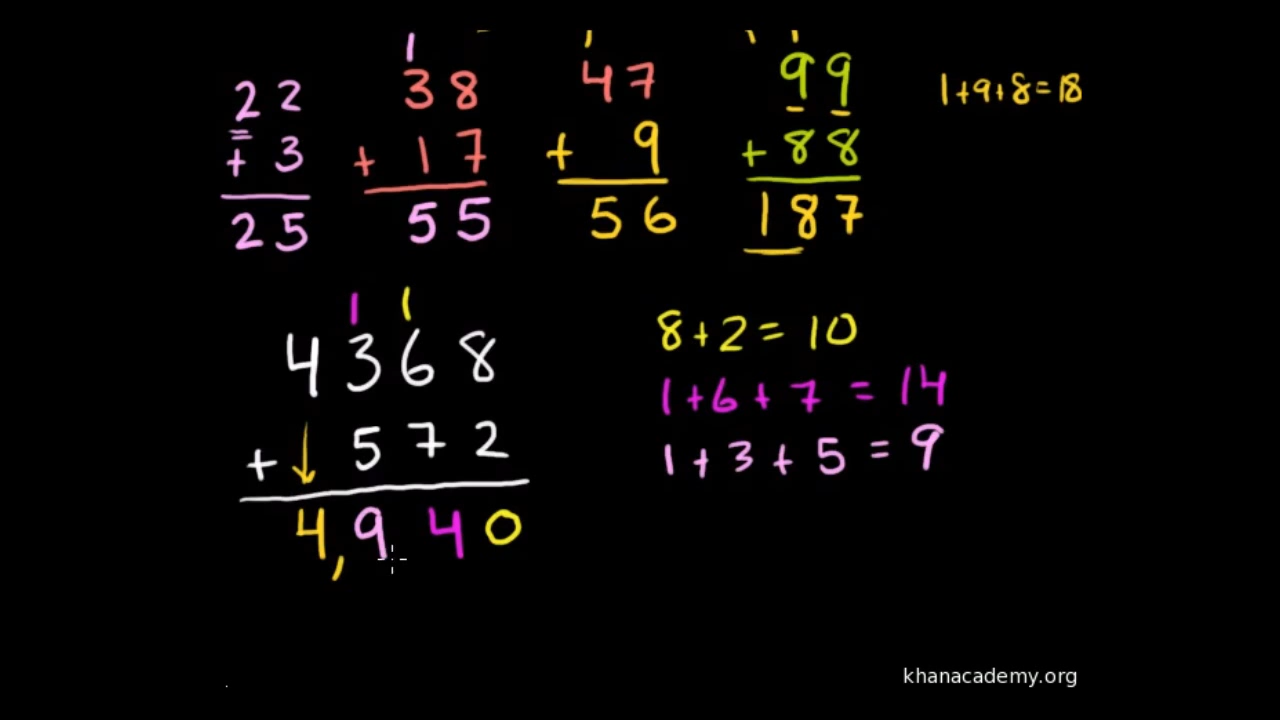 1
22 38 47 99 1+9+8=18
+ 3 + 17 + 9 + 88
25 55 56 187
1 1
4368 8+2=10
+ 572 1+6+7=14
4,940 1+3+5=9
khanacademy.org